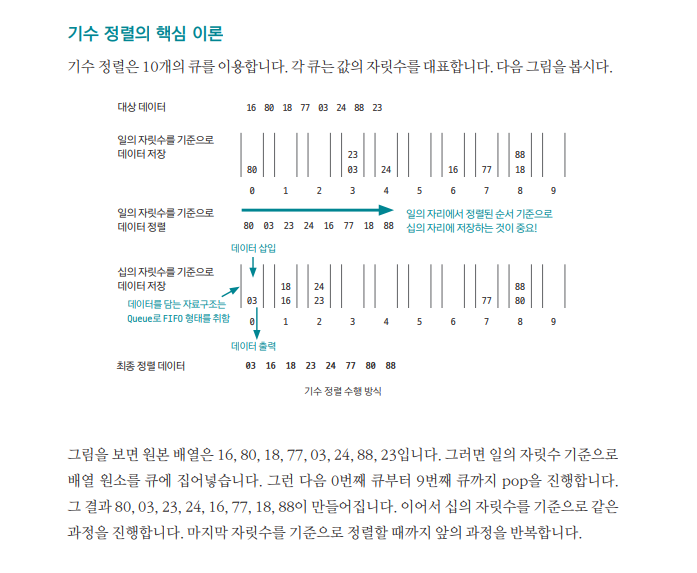 기수 정렬의 핵심 이론
기수 정렬은 10개의 큐를 이용합니다. 각 큐는 값의 자릿수를 대표합니다. 다음 그림을 봅시다.
대상 데이터 16 80 18 77 03 24 88 23
일의 자릿수를 기준으로
데이터 저장
23 88
80 03 24 16 77 18
0 1 2 3 4 5 6 7 8 9
일의 자릿수를 기준으로
데이터 정렬
80 03 23 24 16 77 18 88
일의 자리에서 정렬된 순서 기준으로
십의 자리에 저장하는 것이 중요!
데이터 삽입
십의 자릿수를 기준으로
데이터 저장
18 24 88
03 16 23 77 80
데이터를 담는 자료구조는
Queue로 FIFO 형태를 취함
0 1 2 3 4 5 6 7 8 9
데이터 출력
최종 정렬 데이터 03 16 18 23 24 77 80 88
기수 정렬 수행 방식
그림을 보면 원본 배열은 16, 80, 18, 77, 03, 24, 88, 23입니다. 그러면 일의 자릿수 기준으로
배열 원소를 큐에 집어넣습니다. 그런 다음 0번째 큐부터 9번째 큐까지 pop을 진행합니다.
그 결과 80, 03, 23, 24, 16, 77, 18, 88이 만들어집니다. 이어서 십의 자릿수를 기준으로 같은
과정을 진행합니다. 마지막 자릿수를 기준으로 정렬할 때까지 앞의 과정을 반복합니다.